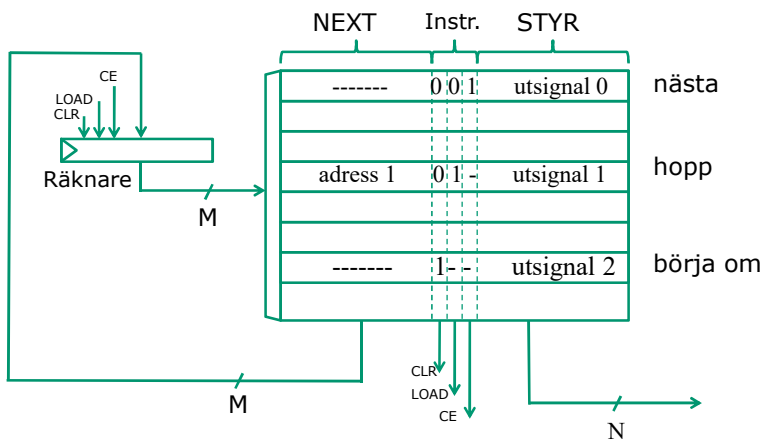 NEXT Instr. STYR
CE
LOAD
CLR
------- 0 0 1 utsignal 0 nästa
Räknare
adress 1 0 1 - utsignal 1 hopp
M
------- 1 - - utsignal 2 börja om
CLR
LOAD
CE
M
N